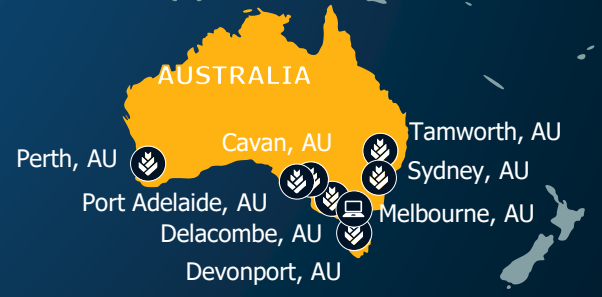 AUSTRALIA
Tamworth, AU
Cavan, AU
Perth, AU
Sydney, AU
Port Adelaide, AU
Melbourne, AU
Delacombe, AU
Devonport, AU